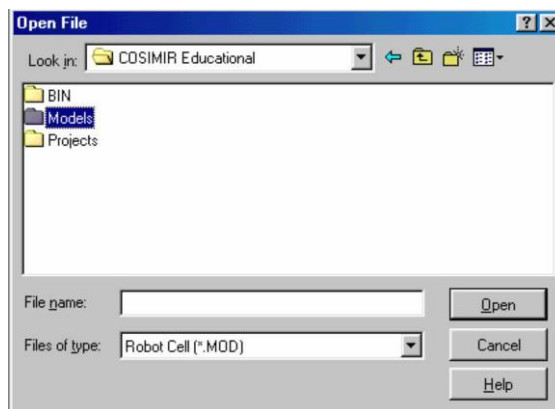 Open File
Look in: COSIMIR Educational
BIN
Models
Projects
File name:
Open
Files of type: Robot Cell (*.MOD)
Cancel
Help